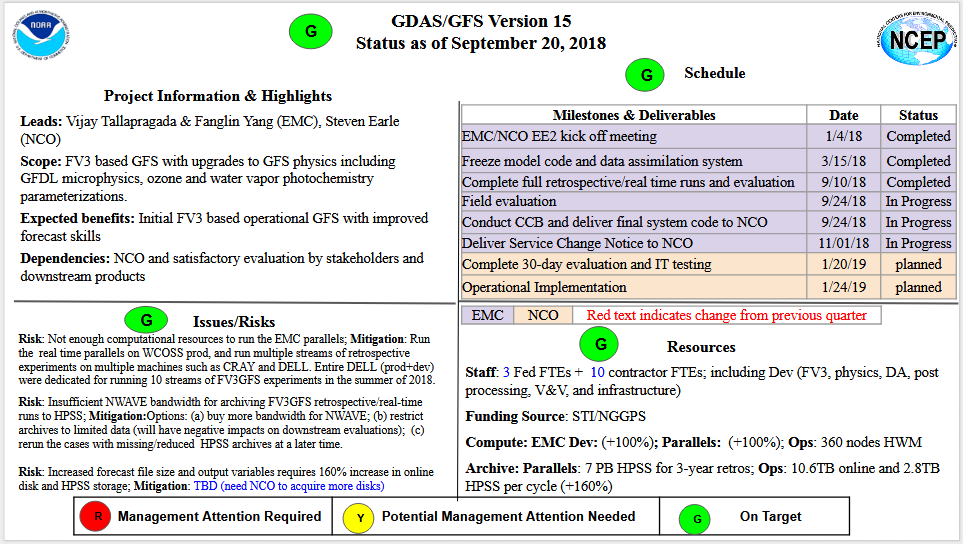 NOAA
G
GDAS/GFS Version 15
Status as of September 20, 2018
NCEP
G
Schedule
Project Information & Highlights
Leads: Vijay Tallapragada & Fanglin Yang (EMC), Steven Earle
(NCO)
Scope: FV3 based GFS with upgrades to GFS physics including
GFDL microphysics, ozone and water vapor photochemistry
parameterizations.
Expected benefits: Initial FV3 based operational GFS with improved
forecast skills
Dependencies: NCO and satisfactory evaluation by stakeholders and
downstream products
Milestones & Deliverables Date Status
EMC/NCO EE2 kick off meeting 1/4/18 Completed
Freeze model code and data assimilation system 3/15/18 Completed
Complete full retrospective/real time runs and evaluation 9/10/18 Completed
Field evaluation 9/24/18 In Progress
Conduct CCB and deliver final system code to NCO 9/24/18 In Progress
Deliver Service Change Notice to NCO 11/01/18 In Progress
Complete 30-day evaluation and IT testing 1/20/19 planned
Operational Implementation 1/24/19 planned
EMC NCO Red text indicates change from previous quarter
G
Issues/Risks
Risk: Not enough computational resources to run the EMC parallels; Mitigation: Run
the real time parallels on WCOSS prod, and run multiple streams of retrospective
experiments on multiple machines such as CRAY and DELL. Entire DELL (prod+dev)
were dedicated for running 10 streams of FV3GFS experiments in the summer of 2018.
Risk: Insufficient NWAVE bandwidth for archiving FV3GFS retrospective/real-time
runs to HPSS; Mitigation:Options: (a) buy more bandwidth for NWAVE; (b) restrict
archives to limited data (will have negative impacts on downstream evaluations); (c)
rerun the cases with missing/reduced HPSS archives at a later time.
Risk: Increased forecast file size and output variables requires 160% increase in online
disk and HPSS storage; Mitigation: TBD (need NCO to acquire more disks)
G
Resources
Staff: 3 Fed FTEs + 10 contractor FTEs; including Dev (FV3, physics, DA, post
processing, V&V, and infrastructure)
Funding Source: STI/NGGPS
Compute: EMC Dev: (+100%); Parallels: (+100%); Ops: 360 nodes HWM
Archive: Parallels: 7 PB HPSS for 3-year retros; Ops: 10.6TB online and 2.8TB
HPSS per cycle (+160%)
R Management Attention Required
Y Potential Management Attention Needed
G On Target